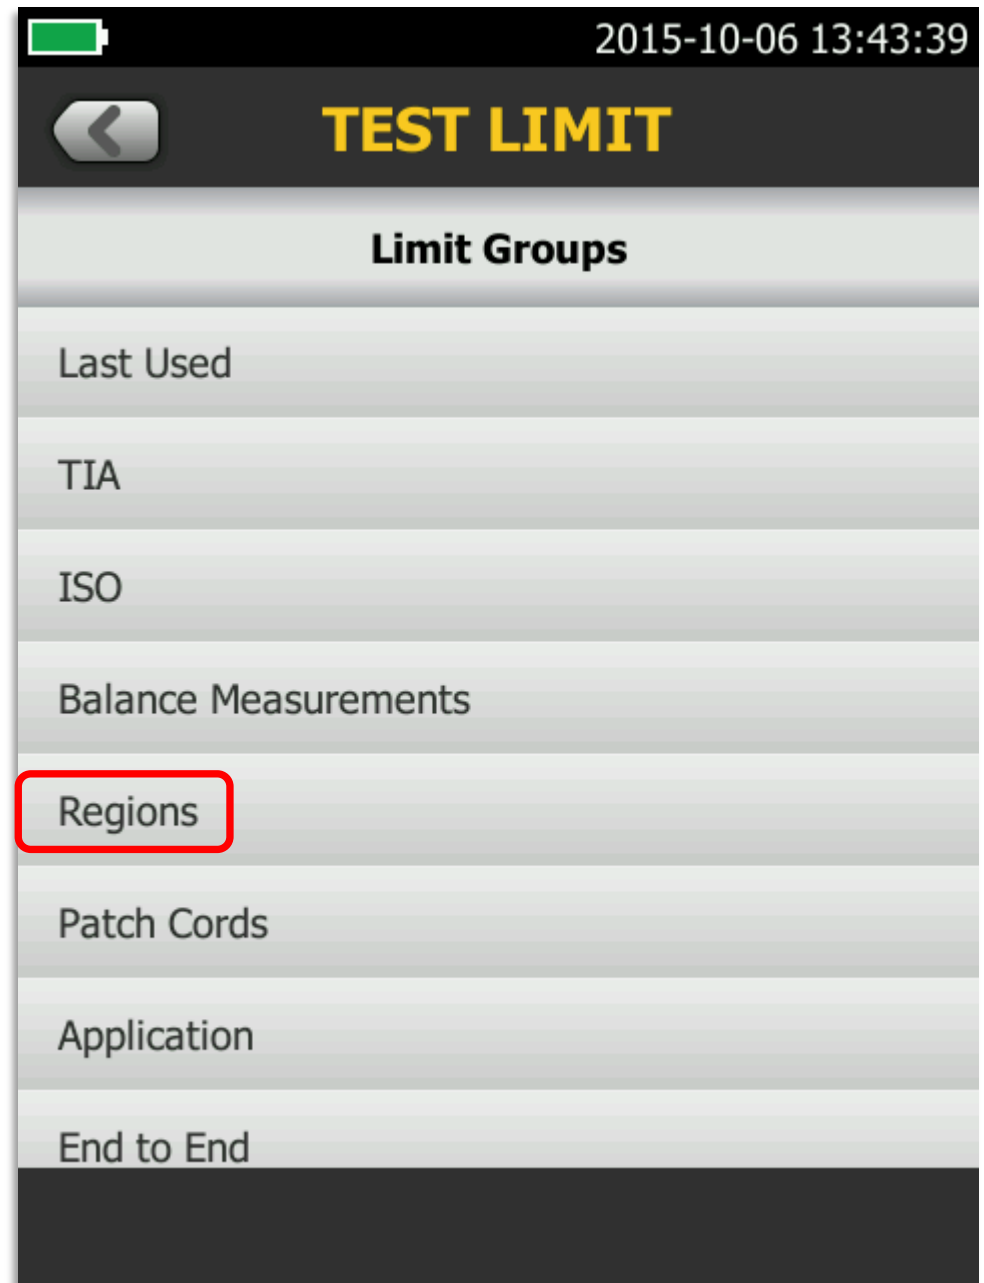 2015-10-06 13:43:39
TEST LIMIT
Limit Groups
Last Used
TIA
ISO
Balance Measurements
Regions
Patch Cords
Application
End to End